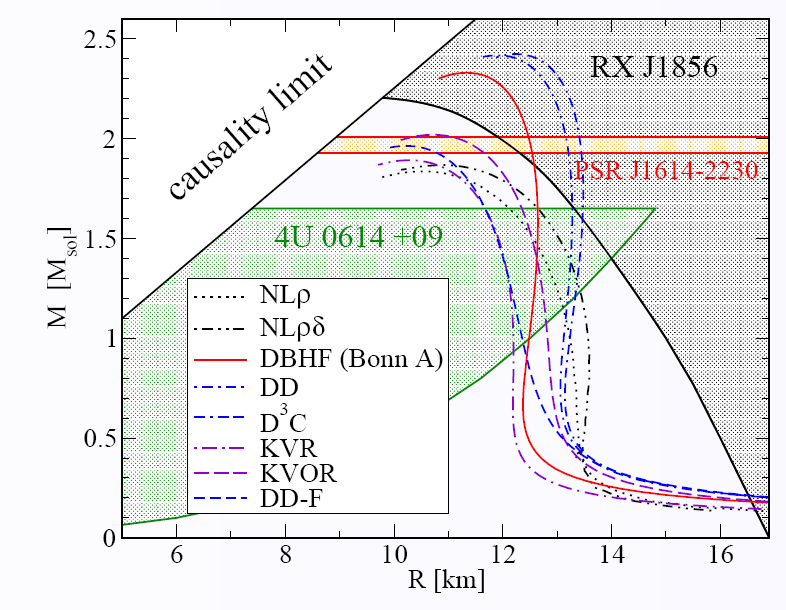 2.5
2
1.5
1
0.5
0
M [M_sol]
causality limit
RX J1856
PSR J1614-2230
4U 0614 +09
NLρ
NLρδ
DBHF (Bonn A)
DD
D³C
KVR
KVOR
DD-F
6 8 10 12 14 16
R [km]